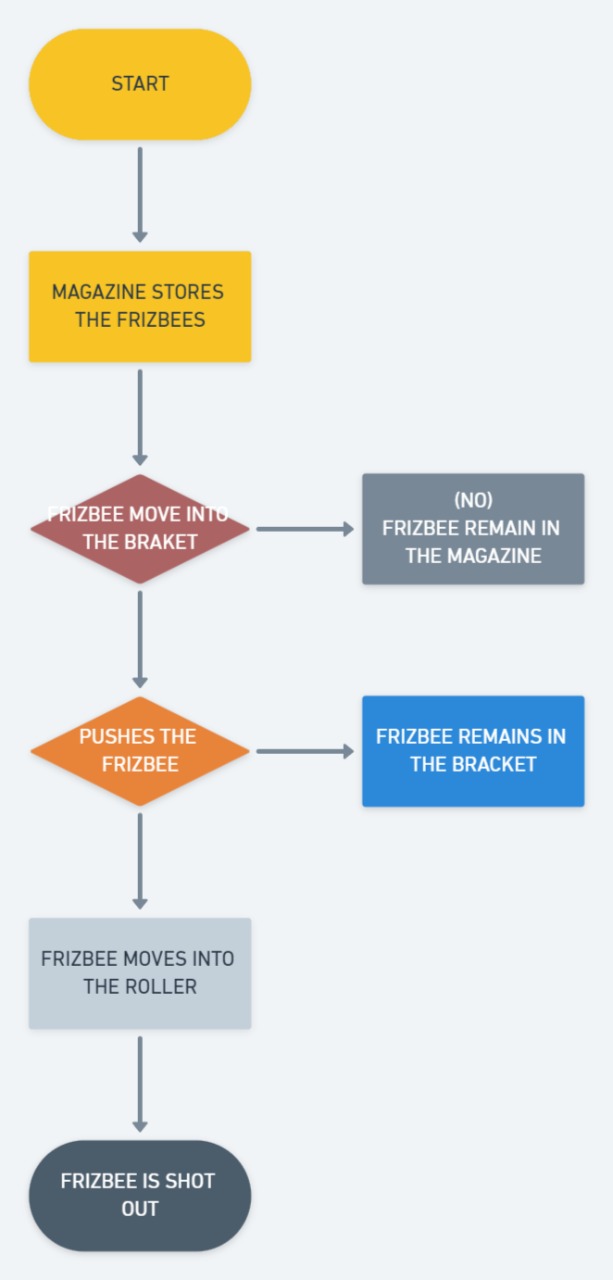 START
MAGAZINE STORES
THE FRIZBEES
FRIZBEE MOVE INTO
THE BRAKET
(NO)
FRIZBEE REMAIN IN
THE MAGAZINE
PUSHES THE
FRIZBEE
FRIZBEE REMAINS IN
THE BRACKET
FRIZBEE MOVES INTO
THE ROLLER
FRIZBEE IS SHOT
OUT